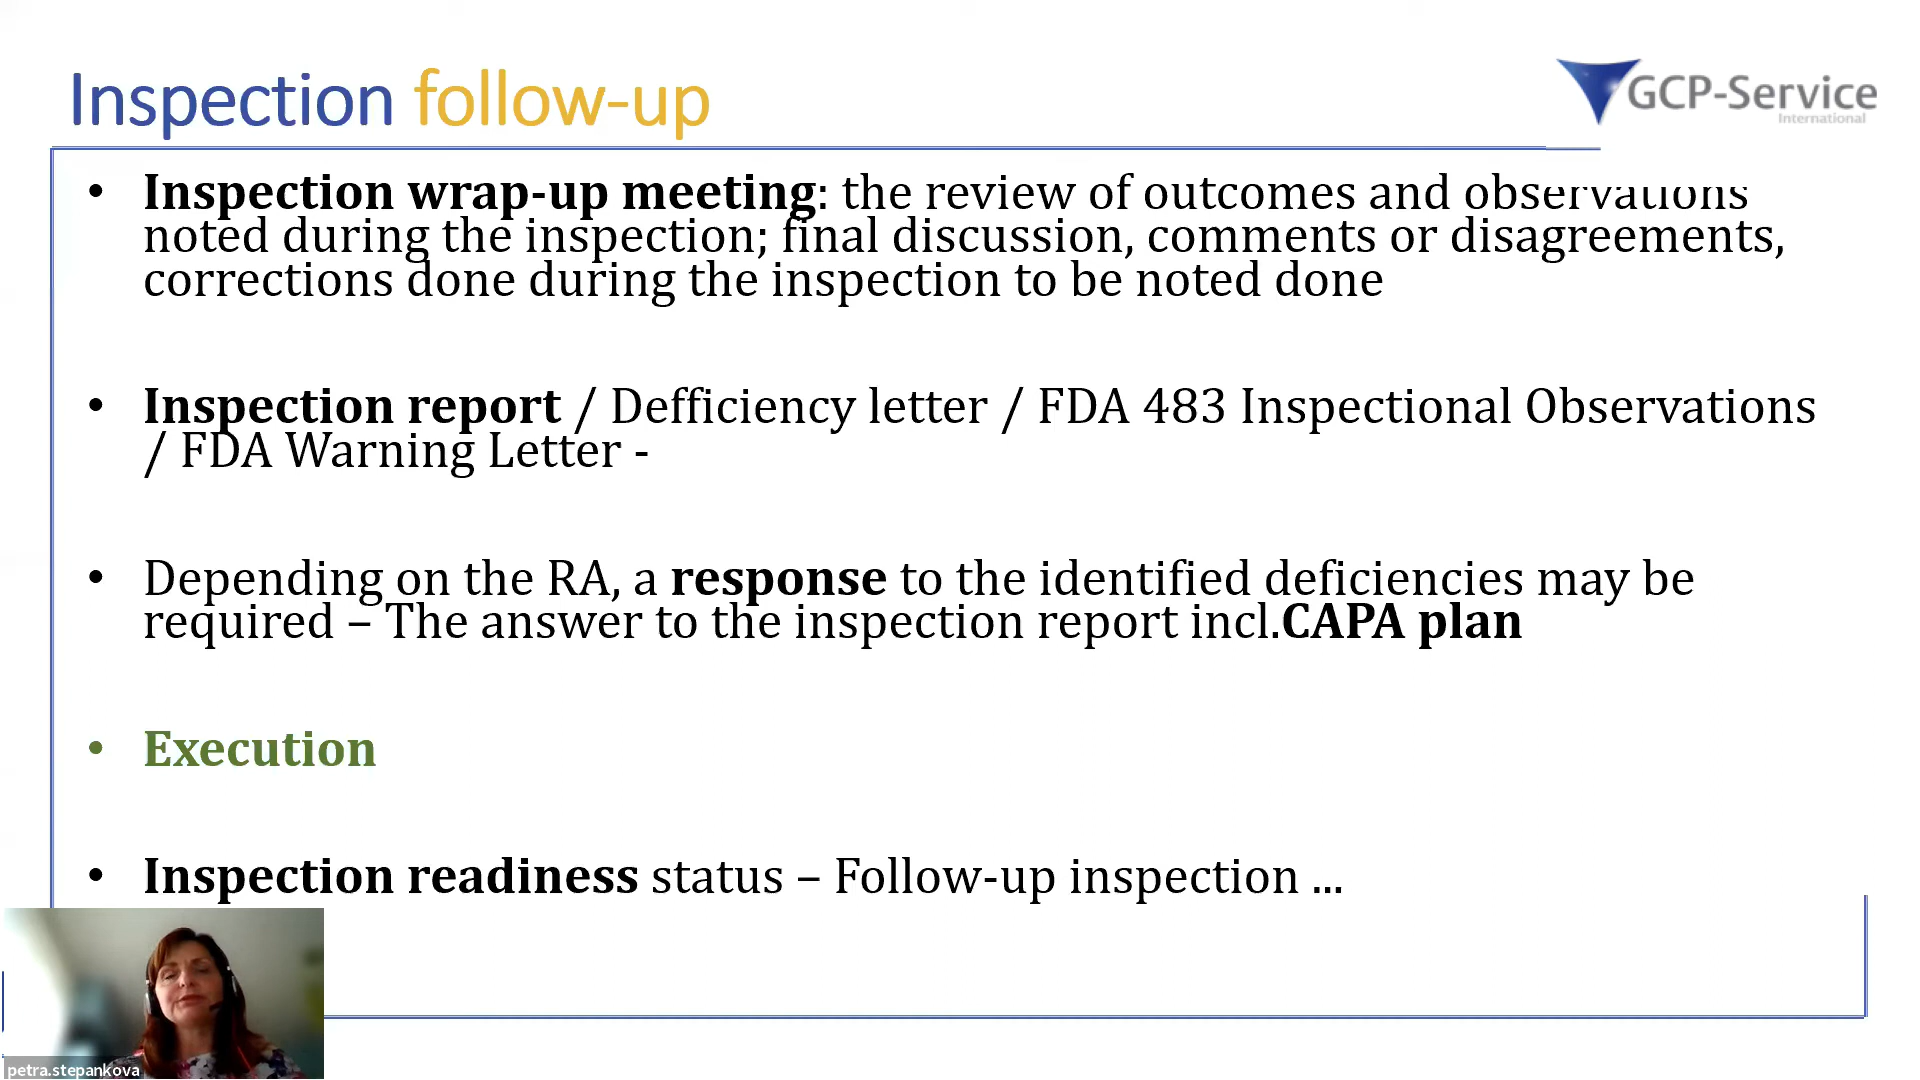 Inspection follow-up
GCP-Service
International
• Inspection wrap-up meeting: the review of outcomes and observations
noted during the inspection; final discussion, comments or disagreements,
corrections done during the inspection to be noted done
• Inspection report / Defficiency letter / FDA 483 Inspectional Observations
/ FDA Warning Letter -
• Depending on the RA, a response to the identified deficiencies may be
required – The answer to the inspection report incl.CAPA plan
• Execution
• Inspection readiness status – Follow-up inspection ...
petra.stepankova